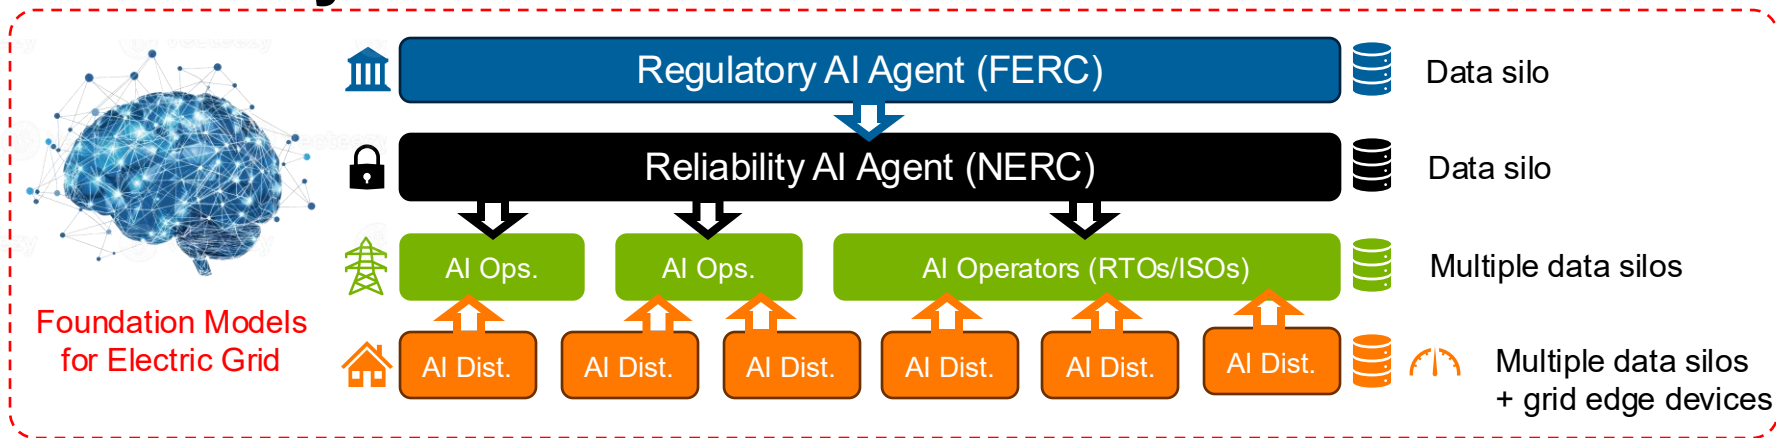 Regulatory AI Agent (FERC)
Data silo
Reliability AI Agent (NERC)
Data silo
AI Ops.
AI Ops.
AI Operators (RTOs/ISOs)
Multiple data silos
Foundation Models
for Electric Grid
AI Dist.
AI Dist.
AI Dist.
AI Dist.
AI Dist.
AI Dist.
Multiple data silos
+ grid edge devices